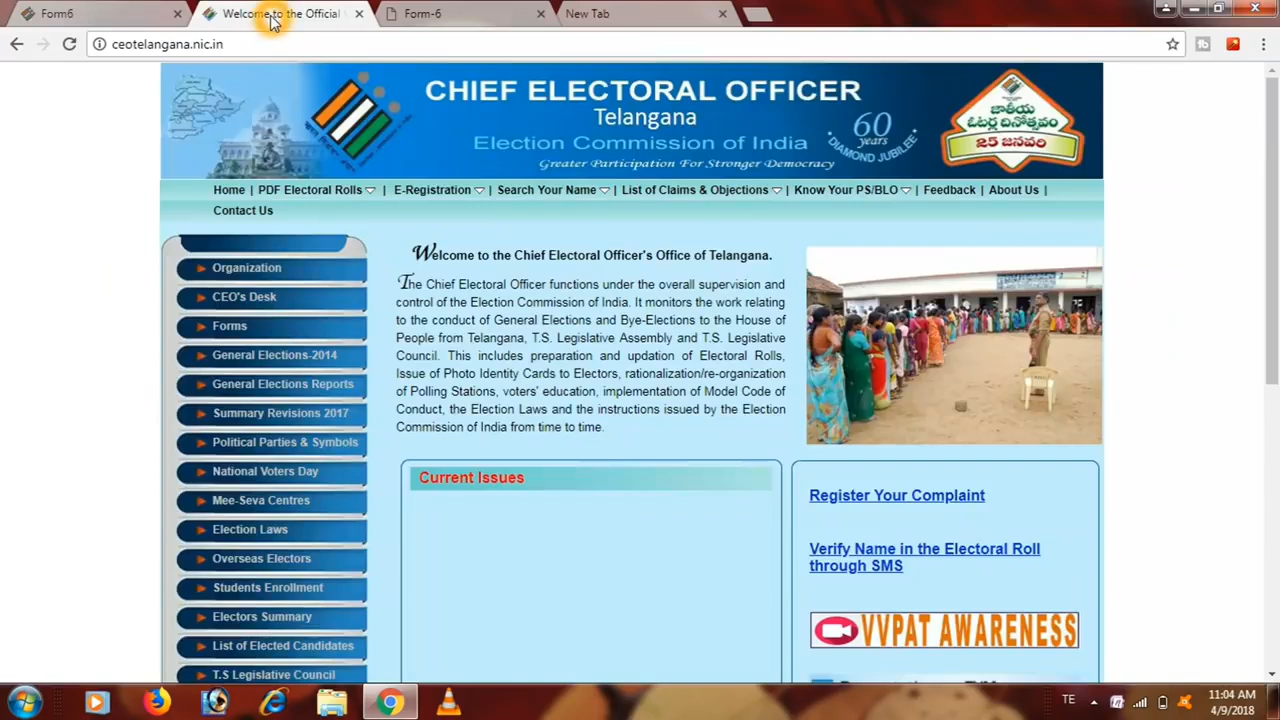 Form6
Welcome to the Official
Form-6
New Tab
ceotelangana.nic.in
CHIEF ELECTORAL OFFICER
Telangana
Election Commission of India
Greater Participation For Stronger Democracy
60
years
DIAMOND JUBILEE
జాతీయ
ఓటర్ల దినోత్సవం
25 జనవరి
Home | PDF Electoral Rolls | E-Registration | Search Your Name | List of Claims & Objections | Know Your PS/BLO | Feedback | About Us |
Contact Us
Organization
CEO's Desk
Forms
General Elections-2014
General Elections Reports
Summary Revisions 2017
Political Parties & Symbols
National Voters Day
Mee-Seva Centres
Election Laws
Overseas Electors
Students Enrollment
Electors Summary
List of Elected Candidates
T.S Legislative Council
Welcome to the Chief Electoral Officer's Office of Telangana.
The Chief Electoral Officer functions under the overall supervision and
control of the Election Commission of India. It monitors the work relating
to the conduct of General Elections and Bye-Elections to the House of
People from Telangana, T.S. Legislative Assembly and T.S. Legislative
Council. This includes preparation and updation of Electoral Rolls,
Issue of Photo Identity Cards to Electors, rationalization/re-organization
of Polling Stations, voters' education, implementation of Model Code of
Conduct, the Election Laws and the instructions issued by the Election
Commission of India from time to time.
Current Issues
Register Your Complaint
Verify Name in the Electoral Roll
through SMS
VVPAT AWARENESS
TE
11:04 AM
4/9/2018